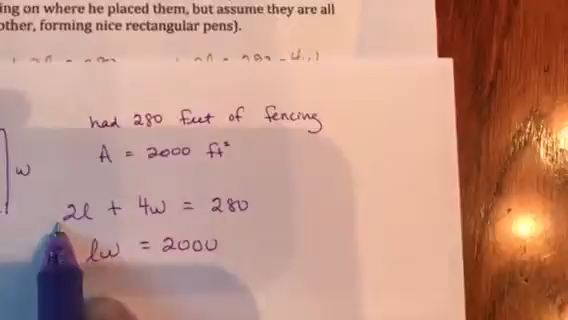 ing on where he placed them, but assume they are all
other, forming nice rectangular pens).
had 280 feet of fencing
A = 2000 ft²
w
2l + 4w = 280
lw = 2000